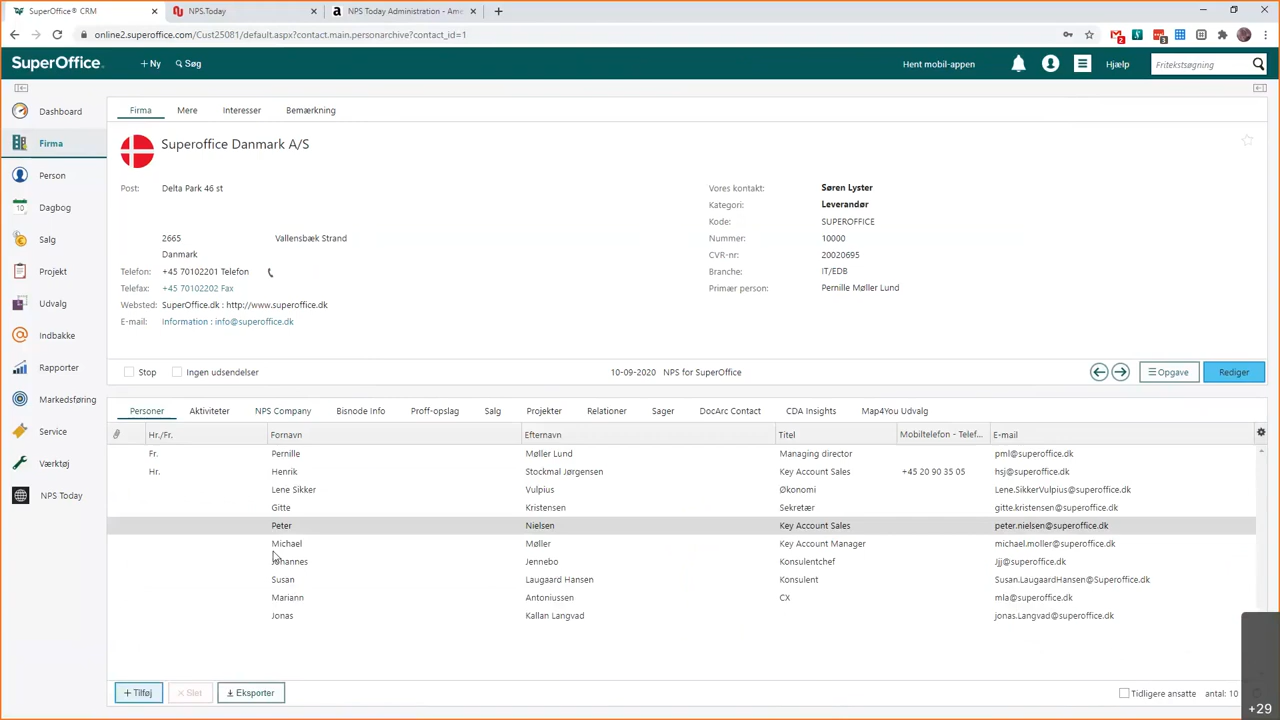 SuperOffice® CRM
NPS.Today
NPS Today Administration - Ame
online2.superoffice.com/Cust25081/default.aspx?contact.main.personarchive?contact_id=1
2
3
SuperOffice.
+ Ny
Søg
Hent mobil-appen
Hjælp
Fritekstsøgning
Dashboard
Firma
Person
10
Dagbog
Salg
Projekt
Udvalg
Indbakke
Rapporter
Markedsføring
Service
Værktøj
NPS Today
Firma
Mere
Interesser
Bemærkning
Superoffice Danmark A/S
Post:
Delta Park 46 st
2665
Vallensbæk Strand
Danmark
Telefon:
+45 70102201 Telefon
Telefax:
+45 70102202 Fax
Websted:
SuperOffice.dk : http://www.superoffice.dk
E-mail:
Information : info@superoffice.dk
Vores kontakt:
Søren Lyster
Kategori:
Leverandør
Kode:
SUPEROFFICE
Nummer:
10000
CVR-nr:
20020695
Branche:
IT/EDB
Primær person:
Pernille Møller Lund
Stop
Ingen udsendelser
10-09-2020 NPS for SuperOffice
Opgave
Rediger
Personer
Aktiviteter
NPS Company
Bisnode Info
Proff-opslag
Salg
Projekter
Relationer
Sager
DocArc Contact
CDA Insights
Map4You Udvalg
Hr./Fr. Fornavn Efternavn Titel Mobiltelefon - Telef... E-mail
Fr. Pernille Møller Lund Managing director pml@superoffice.dk
Hr. Henrik Stockmal Jørgensen Key Account Sales +45 20 90 35 05 hsj@superoffice.dk
Lene Sikker Vulpius Økonomi Lene.SikkerVulpius@superoffice.dk
Gitte Kristensen Sekretær gitte.kristensen@superoffice.dk
Peter Nielsen Key Account Sales peter.nielsen@superoffice.dk
Michael Møller Key Account Manager michael.moller@superoffice.dk
Johannes Jennebo Konsulentchef Jjj@superoffice.dk
Susan Laugaard Hansen Konsulent Susan.LaugaardHansen@SuperOffice.dk
Mariann Antoniussen CX mla@superoffice.dk
Jonas Kallan Langvad jonas.Langvad@superoffice.dk
+ Tilføj
× Slet
Eksporter
Tidligere ansatte
antal: 10
+29